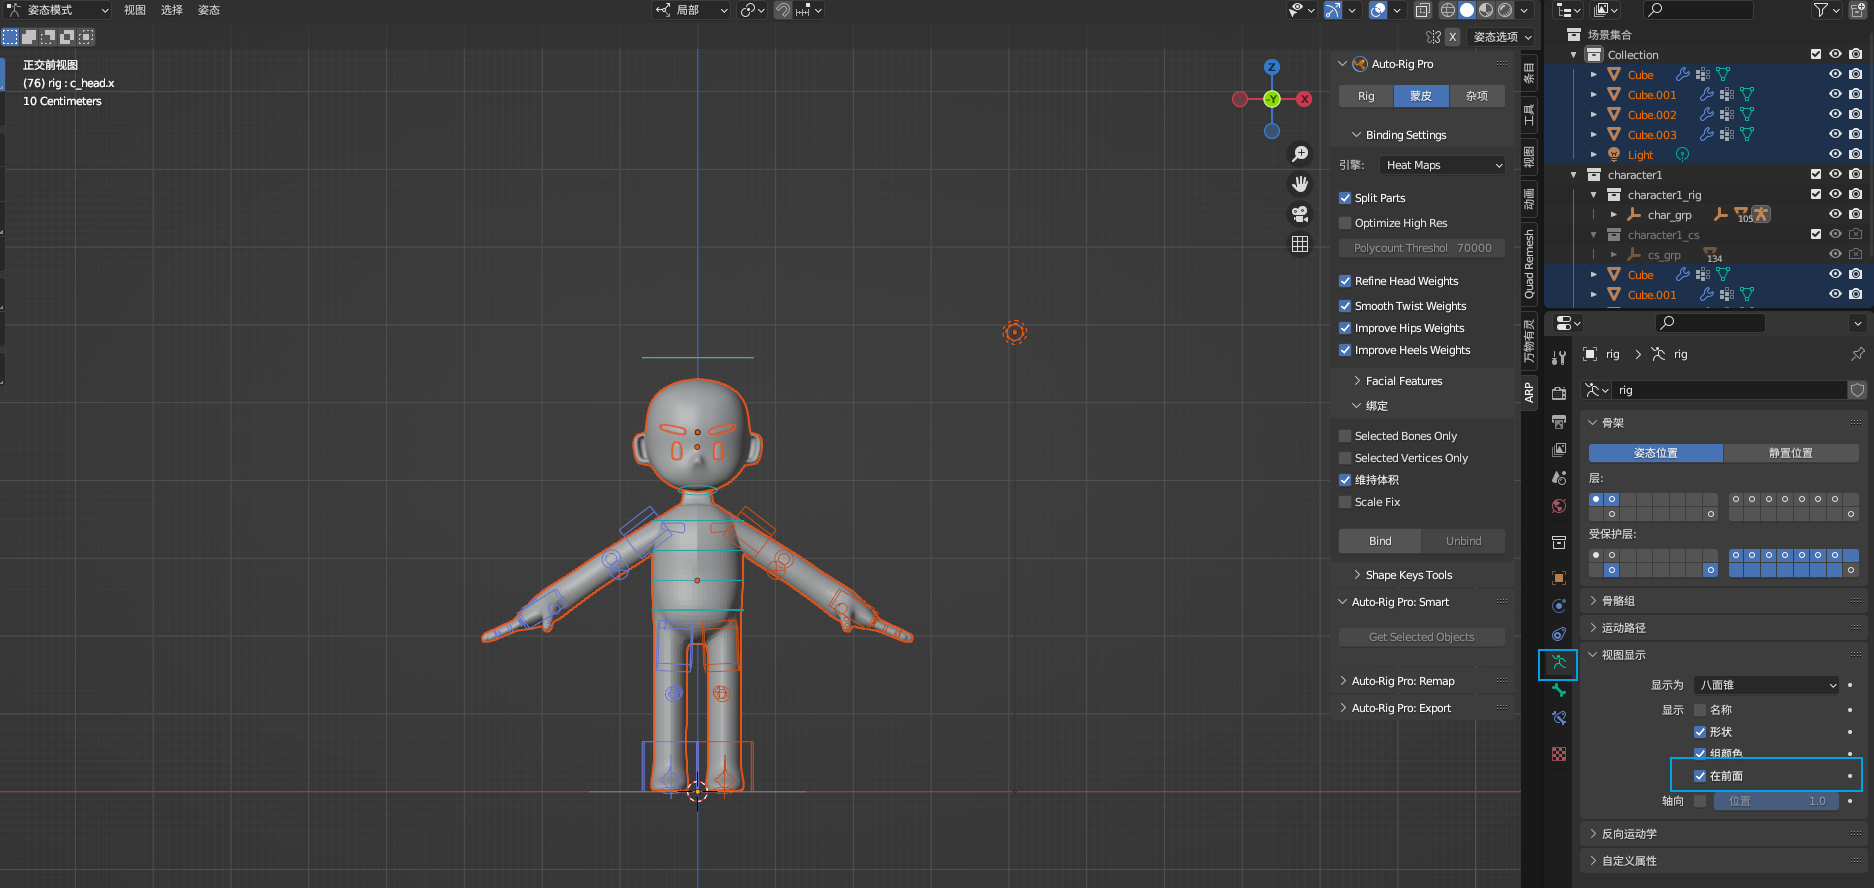 姿态模式
视图
选择
姿态
局部
X
姿态选项
正交前视图
(76) rig : c_head.x
10 Centimeters
Z
-Y
X
条目
工具
视图
动画
Quad Remesh
万物有灵
ARP
Auto-Rig Pro
Rig
蒙皮
杂项
Binding Settings
引擎:
Heat Maps
Split Parts
Optimize High Res
Polycount Threshol 70000
Refine Head Weights
Smooth Twist Weights
Improve Hips Weights
Improve Heels Weights
Facial Features
绑定
Selected Bones Only
Selected Vertices Only
维持体积
Scale Fix
Bind
Unbind
Shape Keys Tools
Auto-Rig Pro: Smart
Get Selected Objects
Auto-Rig Pro: Remap
Auto-Rig Pro: Export
场景集合
Collection
Cube
Cube.001
Cube.002
Cube.003
Light
character1
character1_rig
char_grp
105
character1_cs
cs_grp
134
Cube
Cube.001
rig
rig
rig
骨架
姿态位置
静置位置
层:
受保护层:
骨骼组
运动路径
视图显示
显示为
八面锥
显示
名称
形状
组颜色
在前面
轴向
位置 1.0
反向运动学
自定义属性